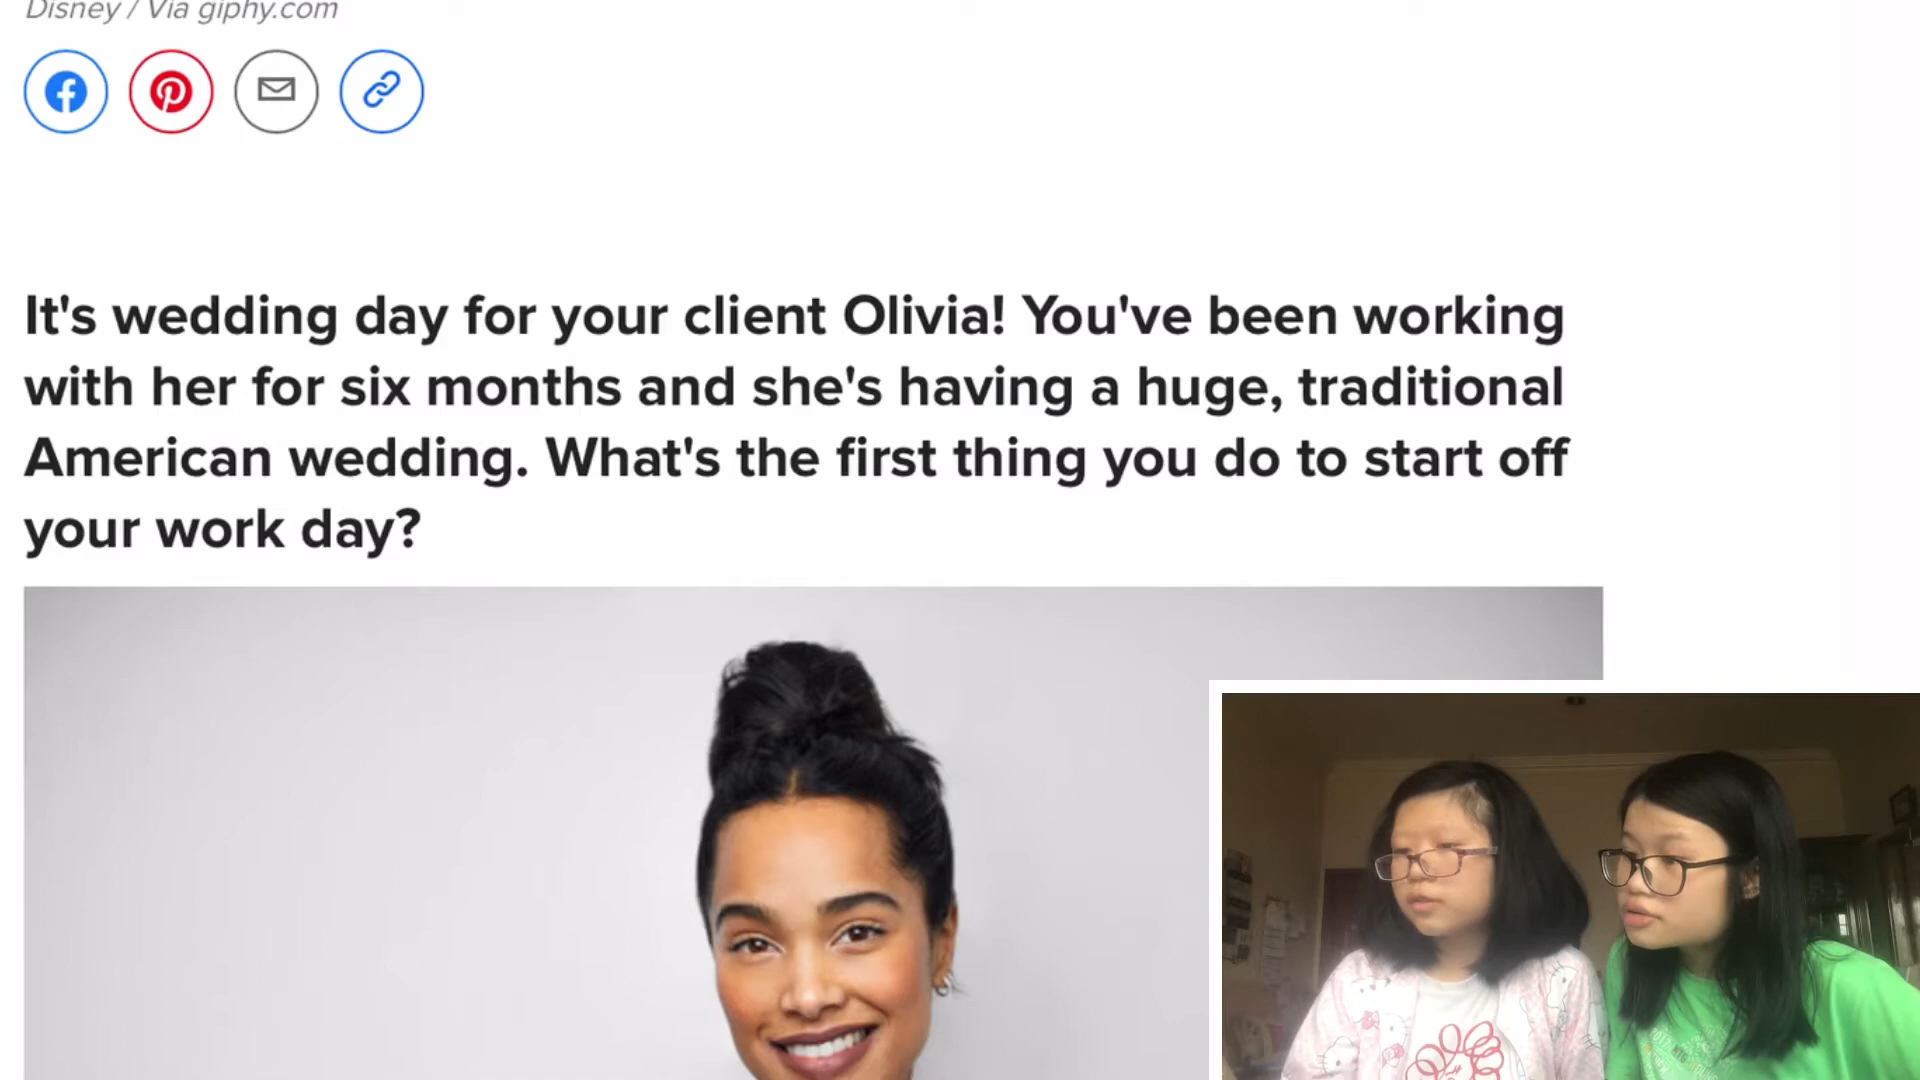 Disney / Via giphy.com
It's wedding day for your client Olivia! You've been working
with her for six months and she's having a huge, traditional
American wedding. What's the first thing you do to start off
your work day?